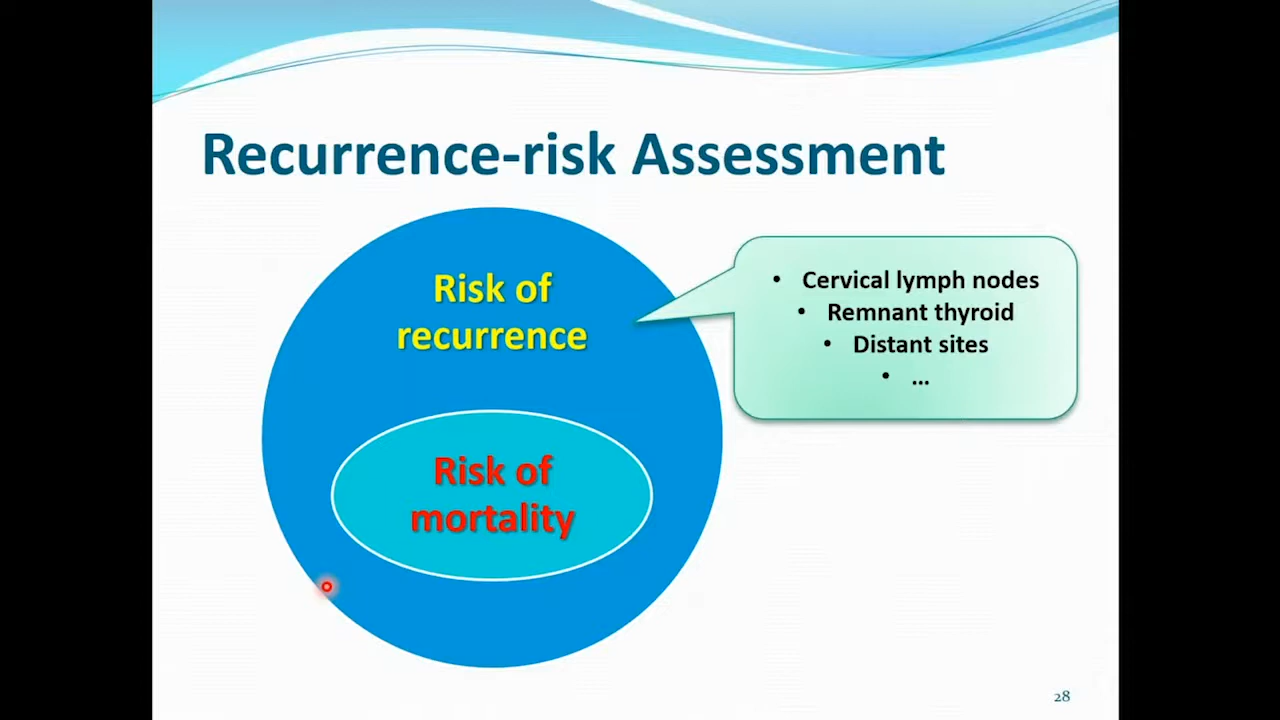 Recurrence-risk Assessment
Risk of
recurrence
• Cervical lymph nodes
• Remnant thyroid
• Distant sites
• ...
Risk of
mortality
28